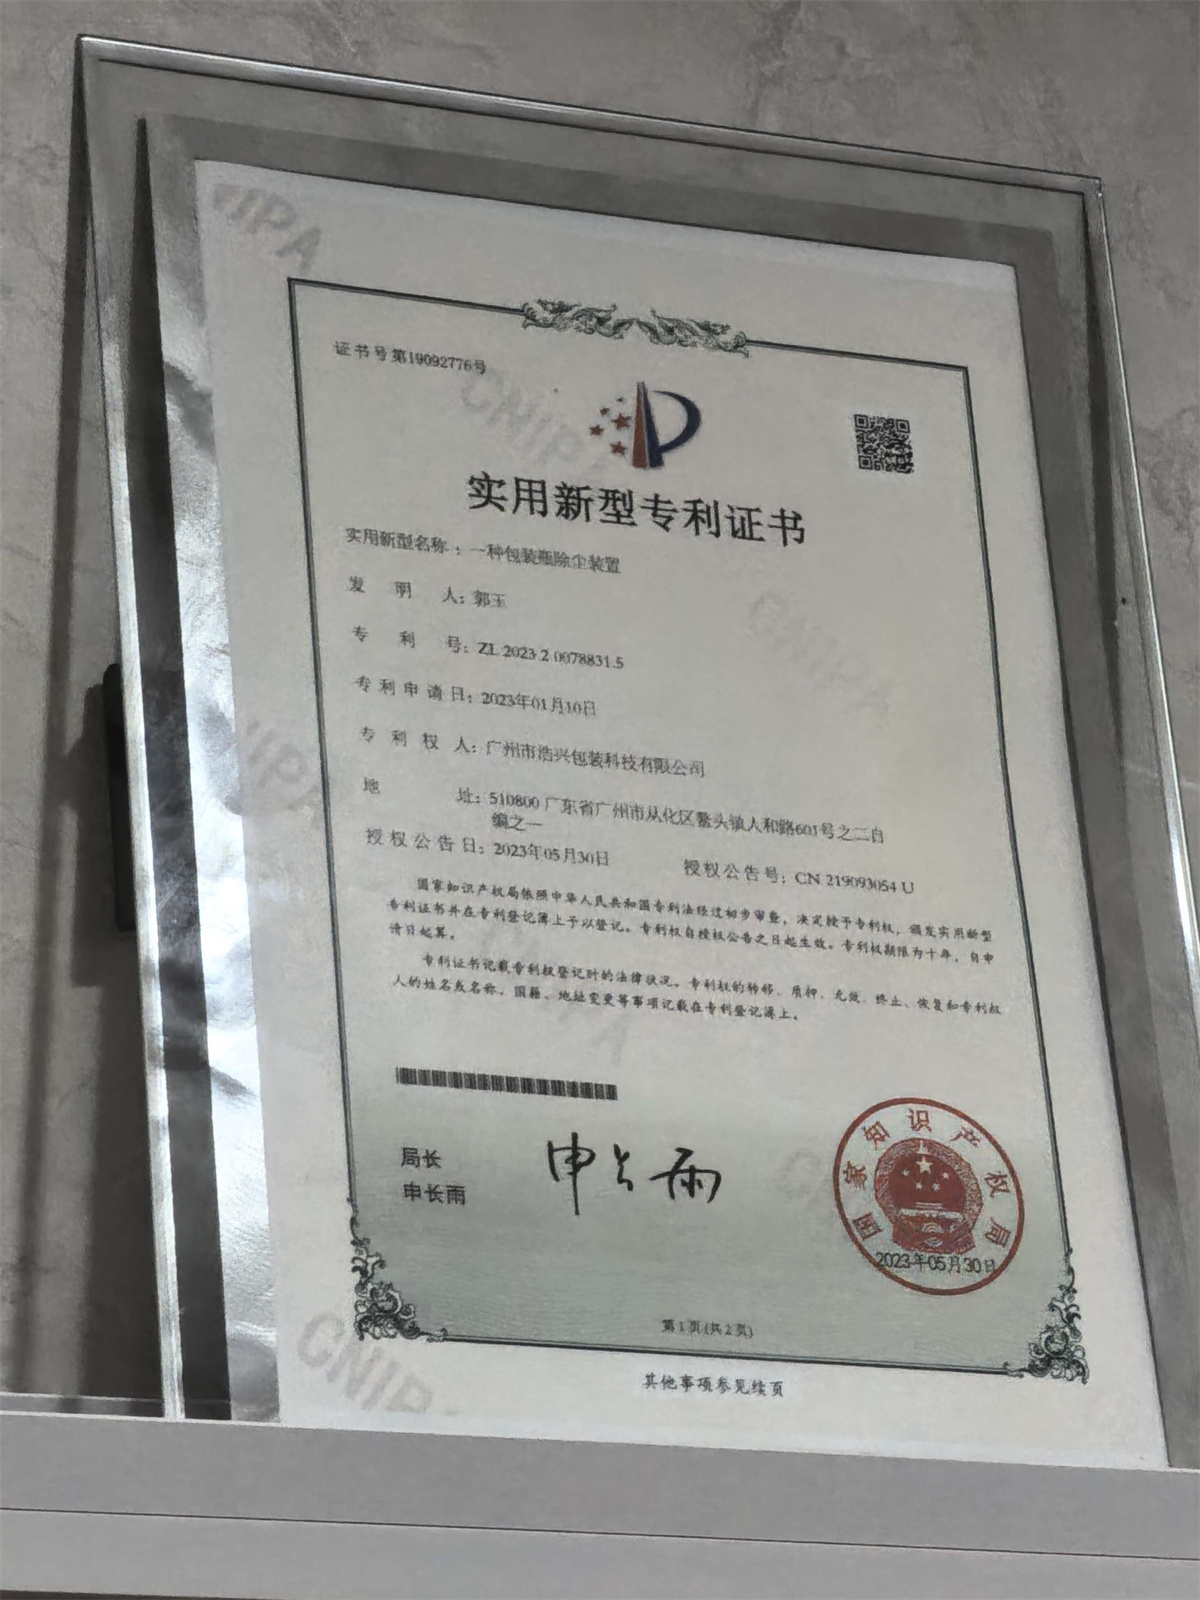 证书号第19092776号
实用新型专利证书
实用新型名称：一种包装瓶除尘装置
发明人：郭玉
专利号：ZL 2023 2 0078831.5
专利申请日：2023年01月10日
专利权人：广州市浩兴包装科技有限公司
地址：510800 广东省广州市从化区鳌头镇人和路601号之二自
编之一
授权公告日：2023年05月30日 授权公告号：CN 219093054 U
国家知识产权局依照中华人民共和国专利法经过初步审查，决定授予专利权，颁发实用新型
专利证书并在专利登记簿上予以登记。专利权自授权公告之日起生效。专利权期限为十年，自申
请日起算。
专利证书记载专利权登记时的法律状况。专利权的转移、质押、无效、终止、恢复和专利权
人的姓名或名称、国籍、地址变更等事项记载在专利登记簿上。
局长
申长雨
申长雨
国家知识产权局
2023年05月30日
第1页(共2页)
其他事项参见续页
CNIPA
CNIPA
CNIPA
CNIPA
CNIPA
CNIPA